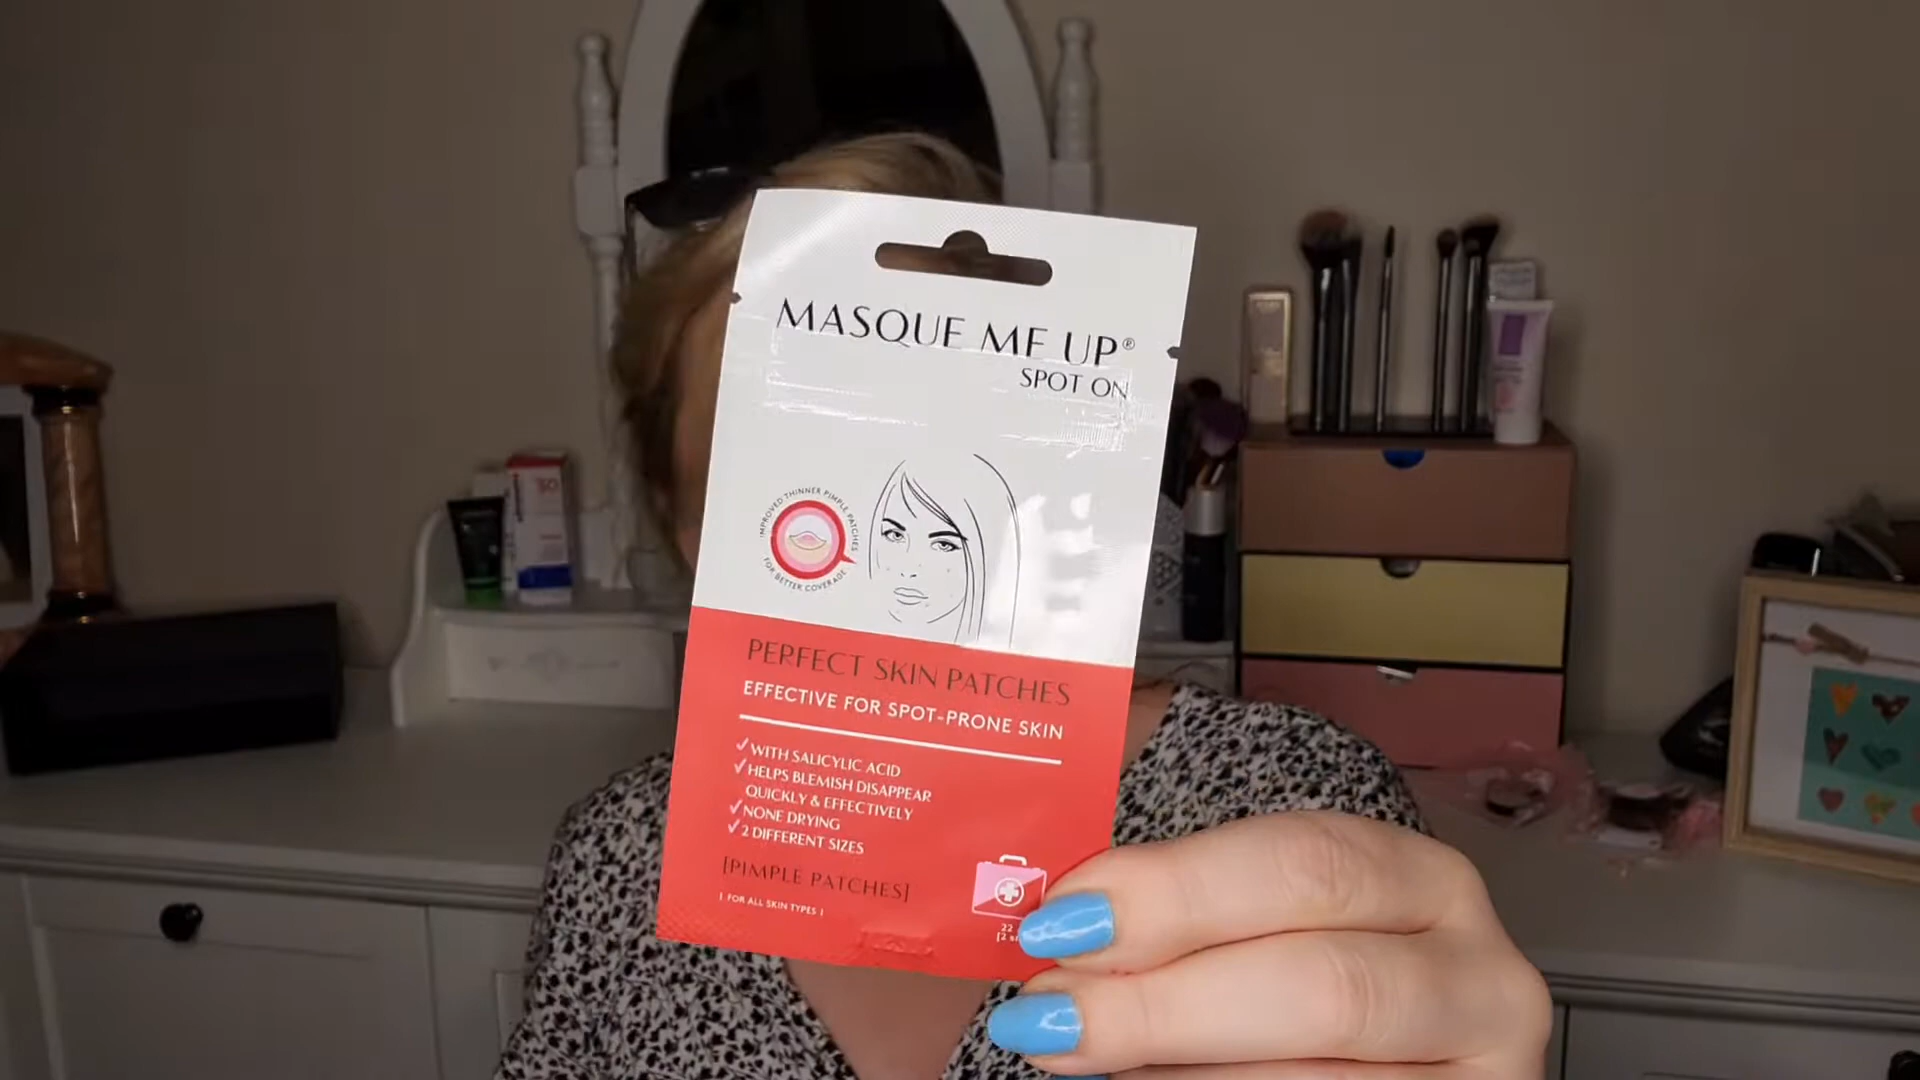 MASQUE ME UP®
SPOT ON
IMPROVED THINNER PIMPLE PATCHES
FOR BETTER COVERAGE
PERFECT SKIN PATCHES
EFFECTIVE FOR SPOT-PRONE SKIN
✓ WITH SALICYLIC ACID
✓ HELPS BLEMISH DISAPPEAR
QUICKLY & EFFECTIVELY
✓ NONE DRYING
✓ 2 DIFFERENT SIZES
[PIMPLE PATCHES]
| FOR ALL SKIN TYPES |
22
[2
50